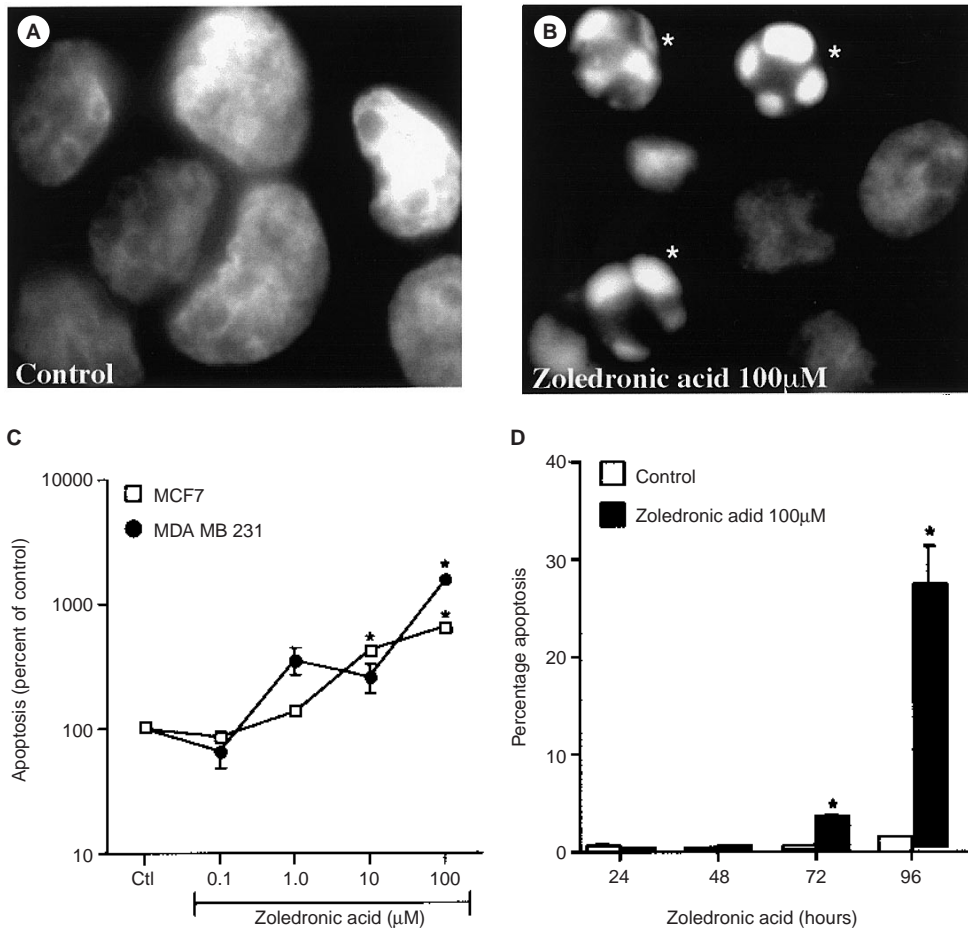 A
Control
B
*
*
*
Zoledronic acid 100µM
C
Apoptosis (percent of control)
10000
1000
100
10
MCF7
MDA MB 231
*
*
*
Ctl
0.1
1.0
10
100
Zoledronic acid (µM)
D
Percentage apoptosis
40
30
20
10
0
Control
Zoledronic adid 100µM
*
*
24
48
72
96
Zoledronic acid (hours)